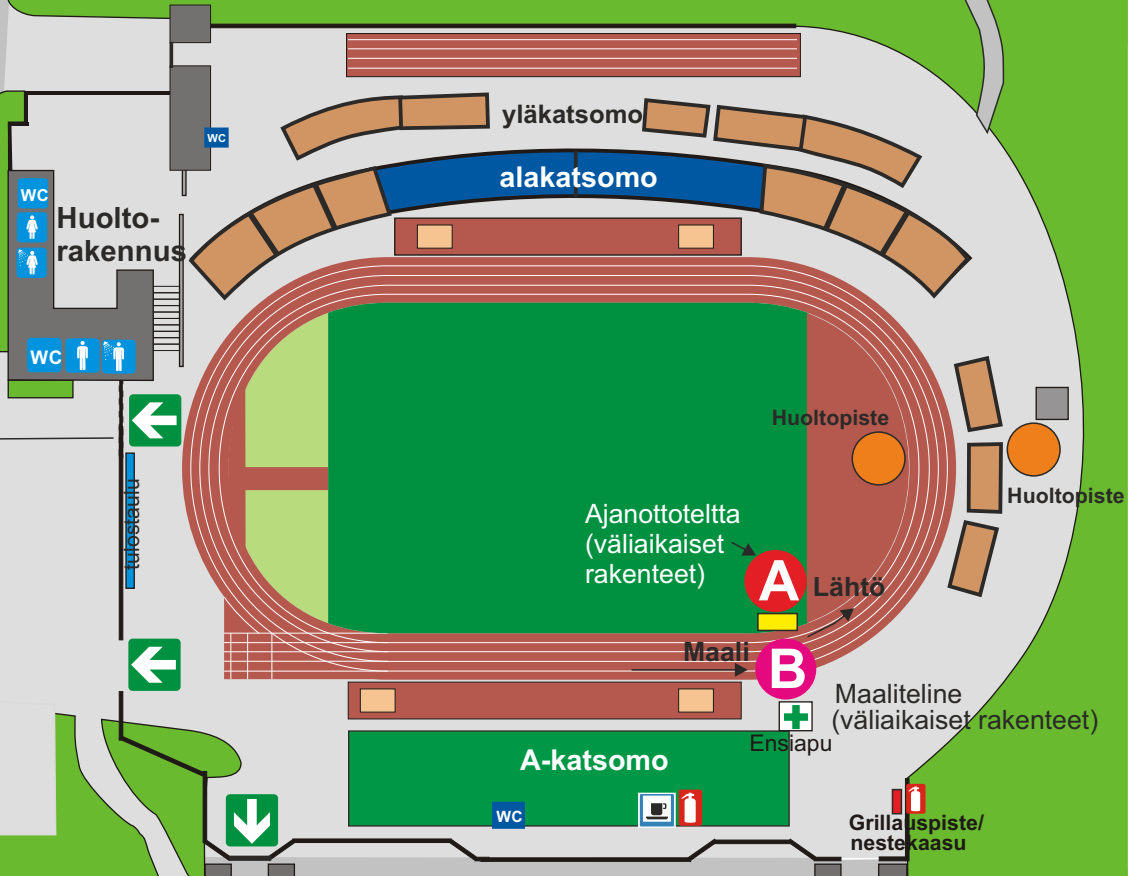 yläkatsomo
WC
alakatsomo
WC
Huolto-
rakennus
WC
Huoltopiste
Huoltopiste
tulostaulu
Ajanottoteltta
(väliaikaiset
rakenteet)
A
Lähtö
Maali
B
Maaliteline
(väliaikaiset rakenteet)
Ensiapu
A-katsomo
WC
Grillauspiste/
nestekaasu